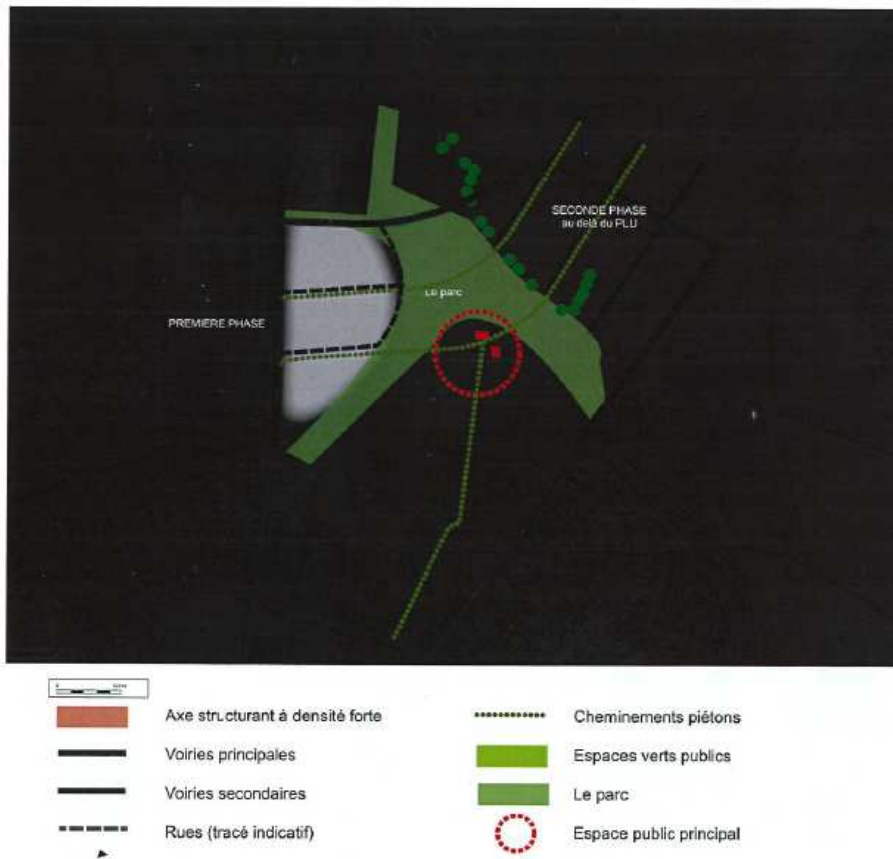 SECONDE PHASE
au delà du PLU
Le parc
PREMIERE PHASE
Axe structurant à densité forte
Voiries principales
Voiries secondaires
Rues (tracé indicatif)
Cheminements piétons
Espaces verts publics
Le parc
Espace public principal